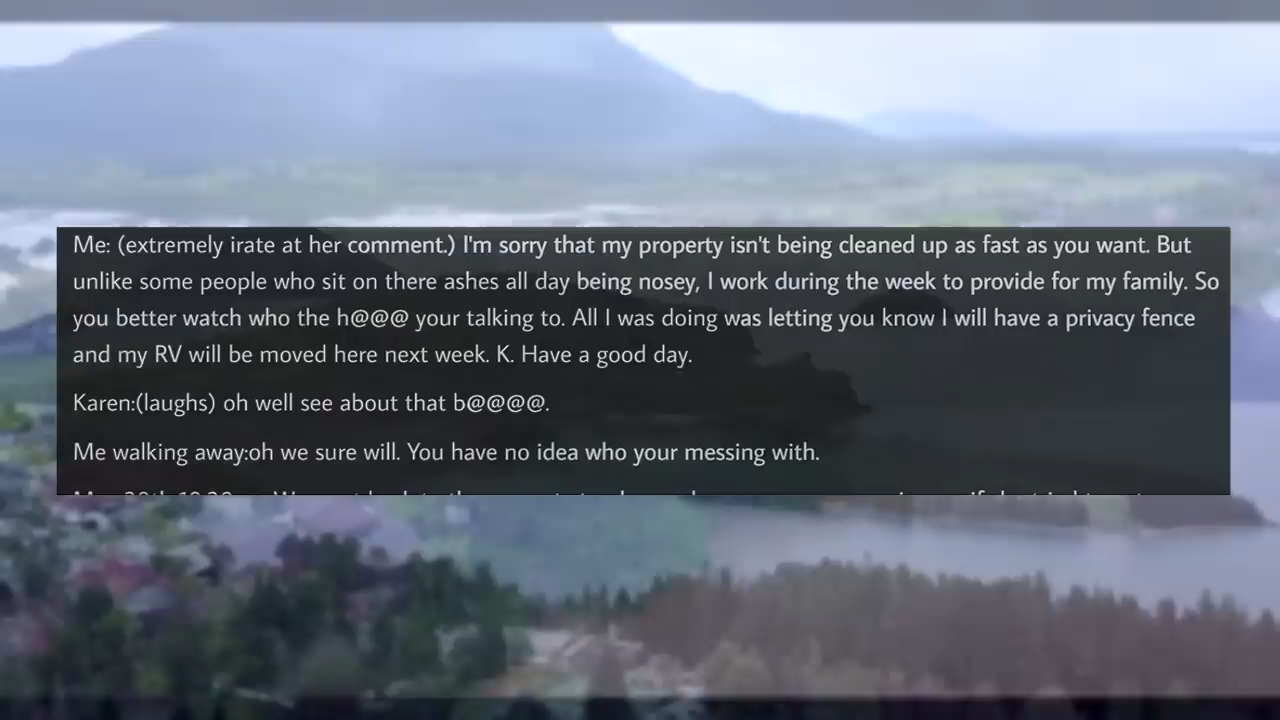 Me: (extremely irate at her comment.) I'm sorry that my property isn't being cleaned up as fast as you want. But
unlike some people who sit on there ashes all day being nosey, I work during the week to provide for my family. So
you better watch who the h@@@ your talking to. All I was doing was letting you know I will have a privacy fence
and my RV will be moved here next week. K. Have a good day.
Karen:(laughs) oh well see about that b@@@@.
Me walking away:oh we sure will. You have no idea who your messing with.